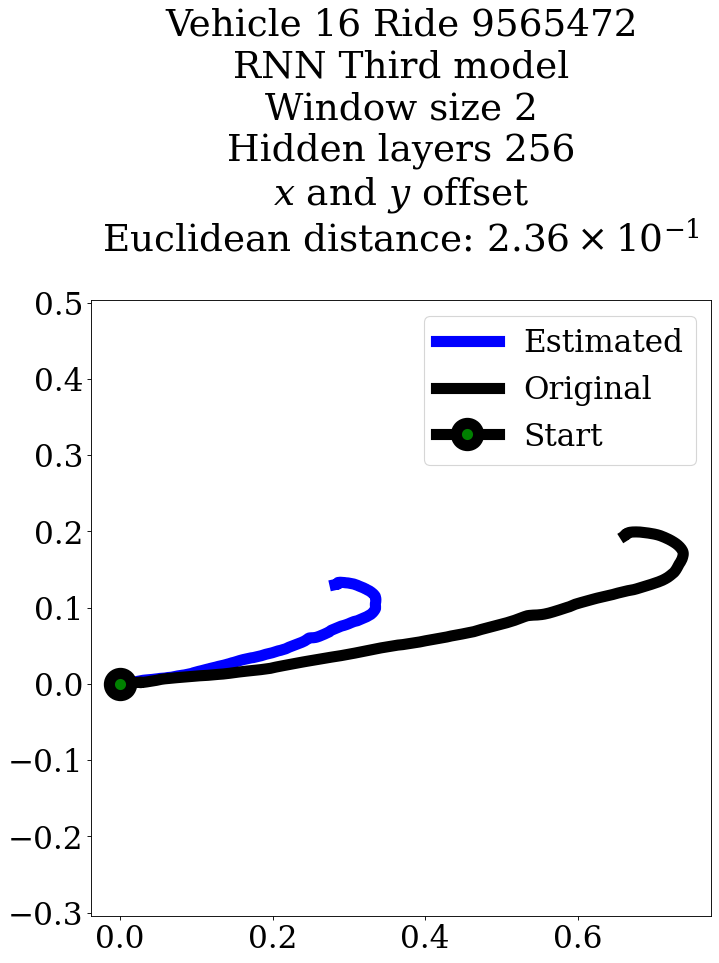 Vehicle 16 Ride 9565472
RNN Third model
Window size 2
Hidden layers 256
x and y offset
Euclidean distance: 2.36 × 10⁻¹
0.5
Estimated
0.4
Original
0.3
Start
0.2
0.1
0.0
−0.1
−0.2
−0.3
0.0 0.2 0.4 0.6